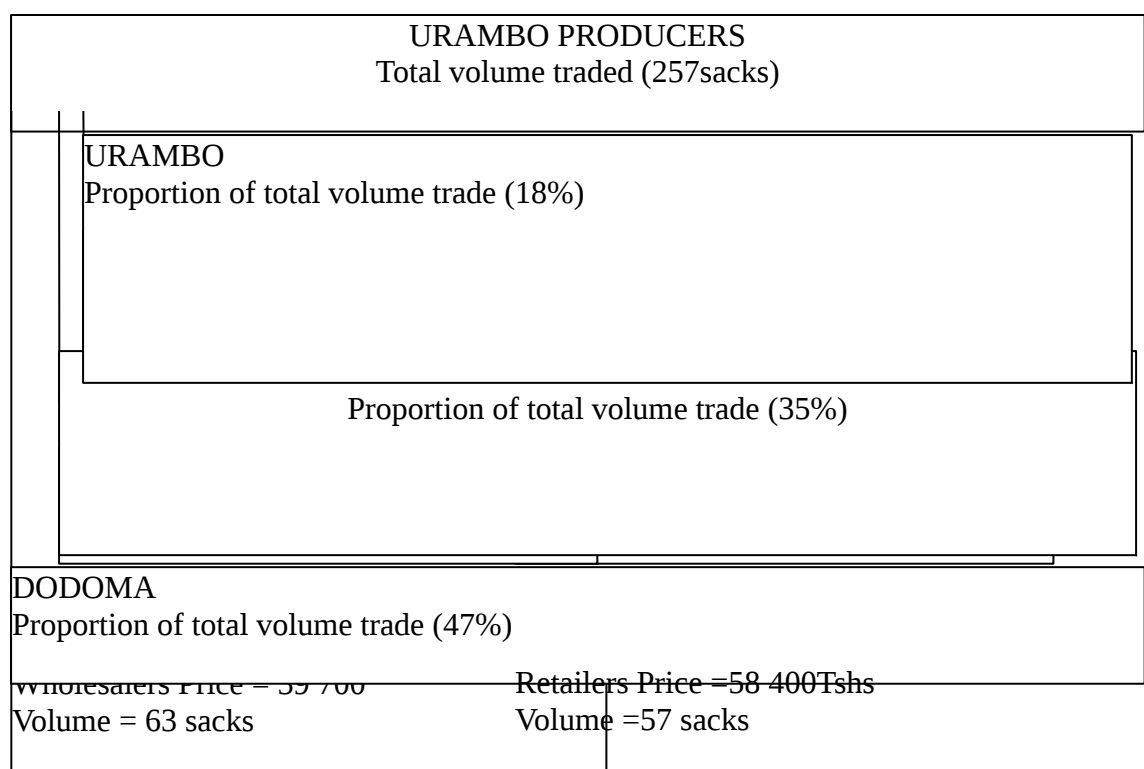 URAMBO PRODUCERS
Total volume traded (257sacks)
URAMBO
Proportion of total volume trade (18%)
Proportion of total volume trade (35%)
DODOMA
Proportion of total volume trade (47%)
Wholesalers Price = 700
Volume = 63 sacks
Retailers Price =58 400Tshs
Volume =57 sacks